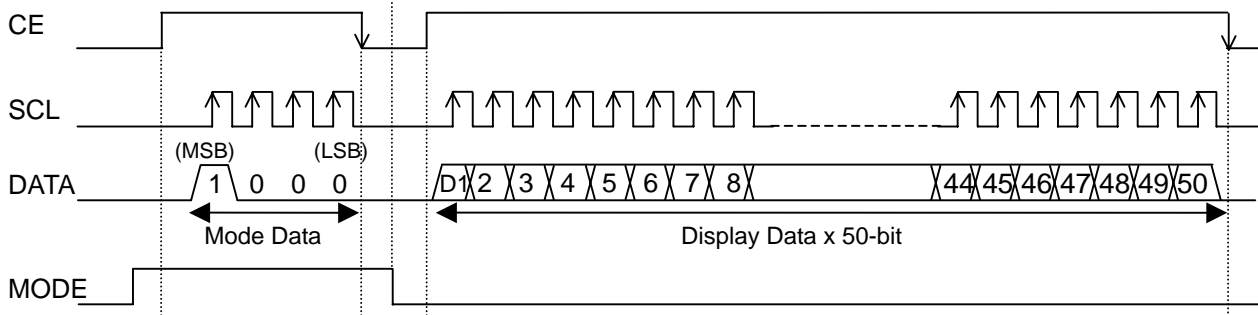 CE
SCL
(MSB) (LSB)
DATA 1 0 0 0 D1 2 3 4 5 6 7 8 44 45 46 47 48 49 50
Mode Data Display Data x 50-bit
MODE